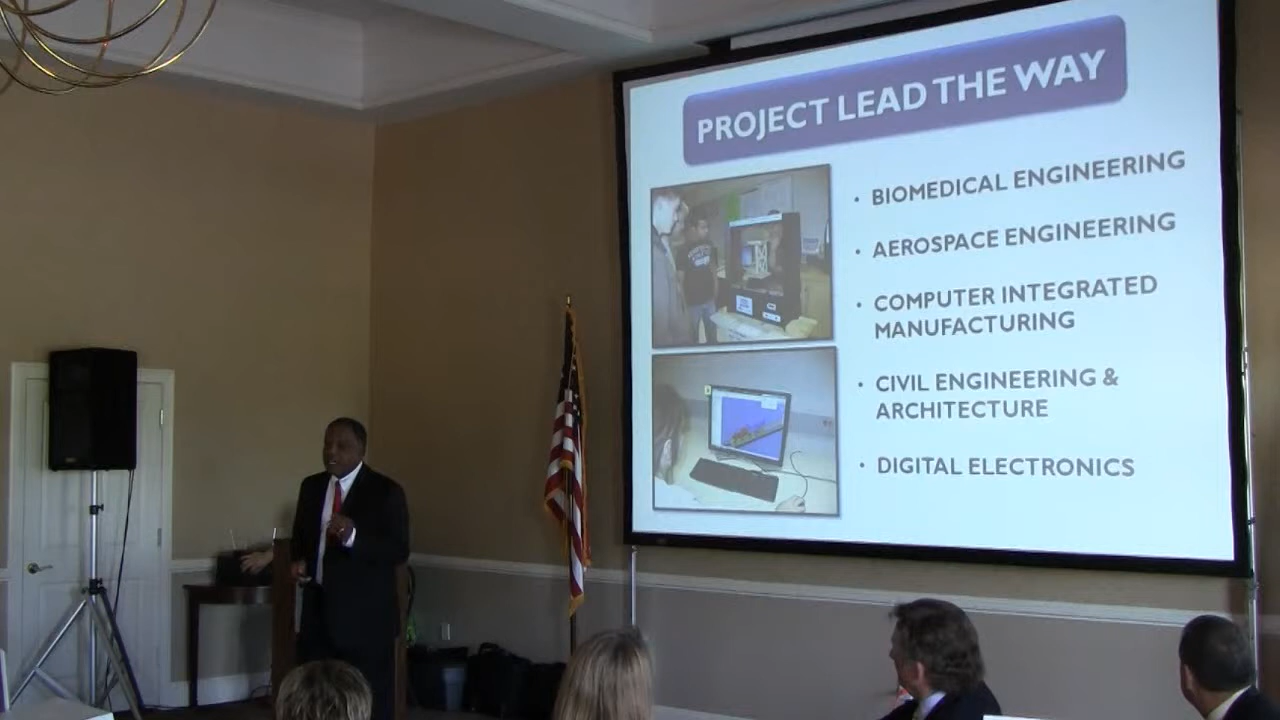 PROJECT LEAD THE WAY
• BIOMEDICAL ENGINEERING
• AEROSPACE ENGINEERING
• COMPUTER INTEGRATED
MANUFACTURING
• CIVIL ENGINEERING &
ARCHITECTURE
• DIGITAL ELECTRONICS